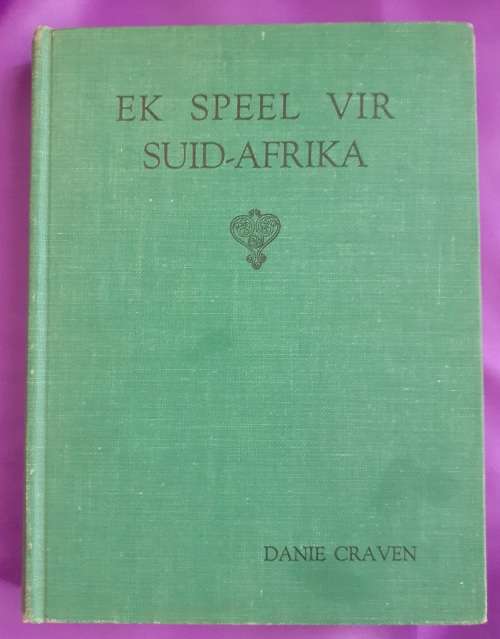 EK SPEEL VIR
SUID-AFRIKA
DANIE CRAVEN